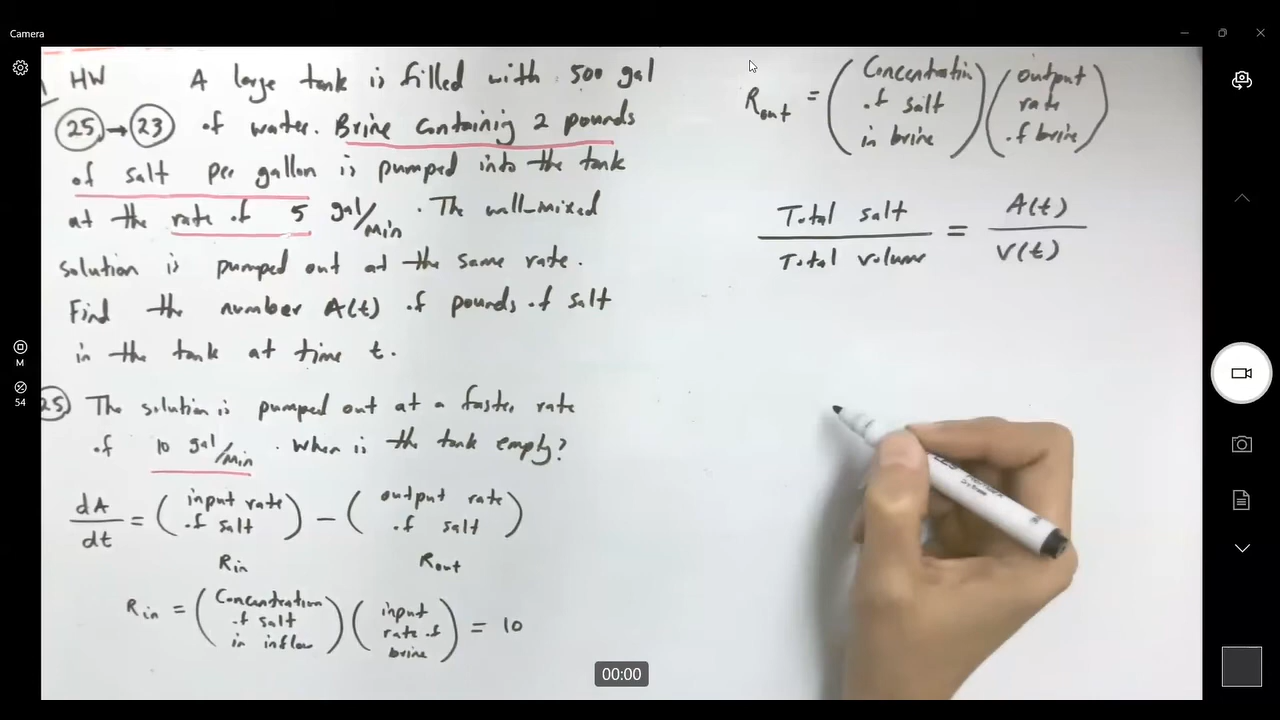 Camera
HW A large tank is filled with 500 gal
25 → 23 of water. Brine Containig 2 pounds
of salt per gallon is pumped into the tank
at the rate of 5 gal/Min. The well-mixed
solution is pumped out at the same rate.
Find the number A(t) of pounds of salt
in the tank at time t.
25) The solution is pumped out at a faster rate
of 10 gal/Min. When is the tank empty?
dA/dt = (input rate of salt) - (output rate of salt)
Rin Rout
Rin = (Concentration of salt in inflow)(input rate of brine) = 10
Rout = (Concentration of salt in brine)(output rate of brine)
Total salt / Total volume = A(t) / V(t)
M
54
00:00